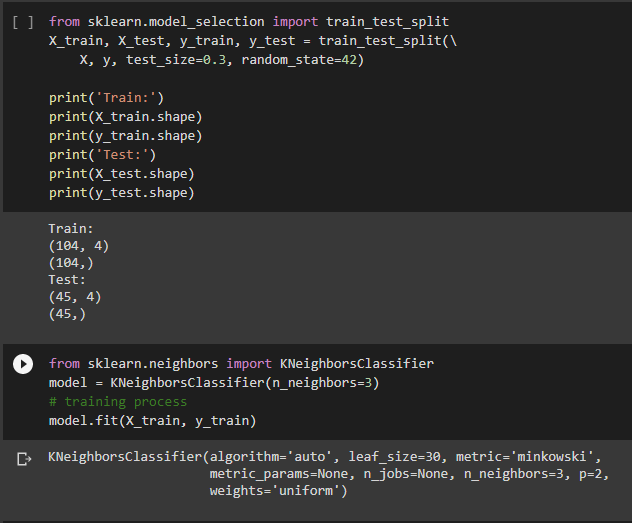 [ ] from sklearn.model_selection import train_test_split
X_train, X_test, y_train, y_test = train_test_split(\
    X, y, test_size=0.3, random_state=42)
print('Train:')
print(X_train.shape)
print(y_train.shape)
print('Test:')
print(X_test.shape)
print(y_test.shape)
Train:
(104, 4)
(104,)
Test:
(45, 4)
(45,)
from sklearn.neighbors import KNeighborsClassifier
model = KNeighborsClassifier(n_neighbors=3)
# training process
model.fit(X_train, y_train)
KNeighborsClassifier(algorithm='auto', leaf_size=30, metric='minkowski',
                     metric_params=None, n_jobs=None, n_neighbors=3, p=2,
                     weights='uniform')